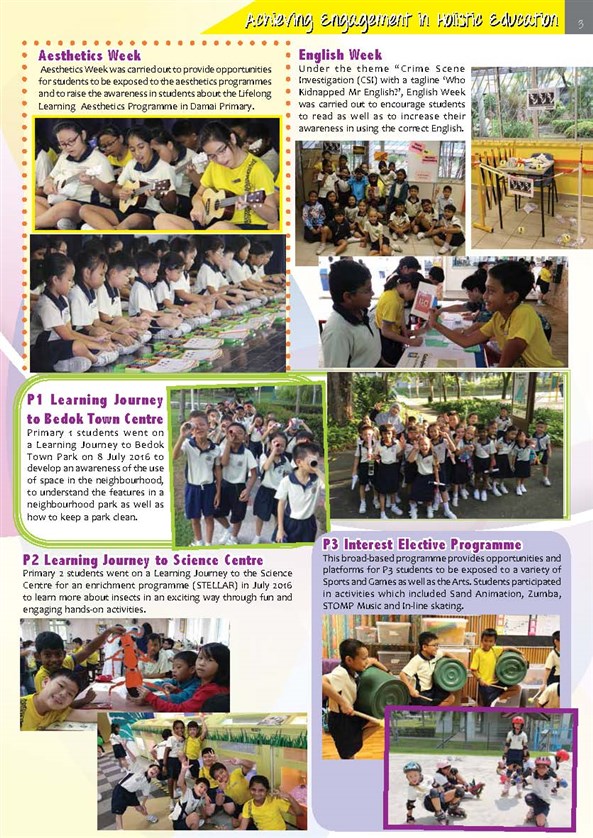 Achieving Engagement in Holistic Education
3
Aesthetics Week
Aesthetics Week was carried out to provide opportunities
for students to be exposed to the aesthetics programmes
and to raise the awareness in students about the Lifelong
Learning Aesthetics Programme in Damai Primary.
English Week
Under the theme “Crime Scene
Investigation (CSI) with a tagline ‘Who
Kidnapped Mr English?’, English Week
was carried out to encourage students
to read as well as to increase their
awareness in using the correct English.
P1 Learning Journey
to Bedok Town Centre
Primary 1 students went on
a Learning Journey to Bedok
Town Park on 8 July 2016 to
develop an awareness of the use
of space in the neighbourhood,
to understand the features in a
neighbourhood park as well as
how to keep a park clean.
P2 Learning Journey to Science Centre
Primary 2 students went on a Learning Journey to the Science
Centre for an enrichment programme (STELLAR) in July 2016
to learn more about insects in an exciting way through fun and
engaging hands-on activities.
P3 Interest Elective Programme
This broad-based programme provides opportunities and
platforms for P3 students to be exposed to a variety of
Sports and Games as well as the Arts. Students participated
in activities which included Sand Animation, Zumba,
STOMP Music and In-line skating.